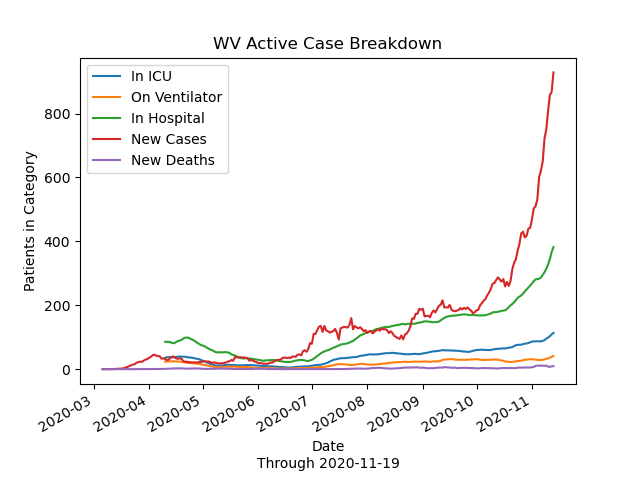 WV Active Case Breakdown
In ICU
On Ventilator
In Hospital
New Cases
New Deaths
Patients in Category
800
600
400
200
0
2020-03
2020-04
2020-05
2020-06
2020-07
2020-08
2020-09
2020-10
2020-11
Date
Through 2020-11-19